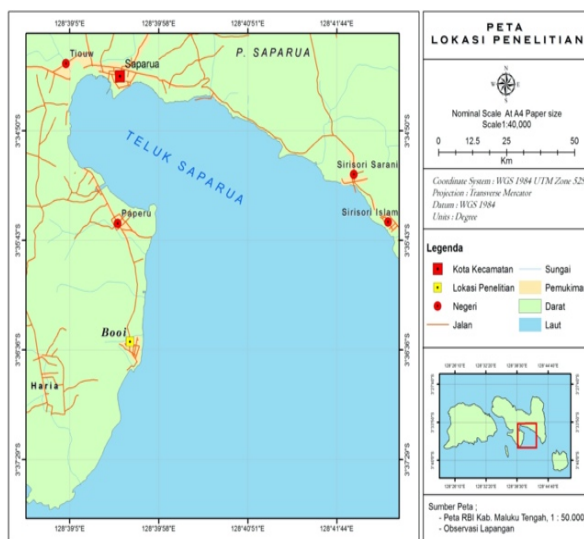 128°39'5"E 128°39'58"E 128°40'51"E 128°41'44"E
Tiouw
Saparua
P. SAPARUA
TELUK SAPARUA
Sirisori Sarani
Sirisori Islam
Paperu
Booi
Haria
3°34'50"S
3°35'43"S
3°36'36"S
3°37'29"S
3°34'50"S
3°35'43"S
3°36'36"S
3°37'29"S
128°39'5"E 128°39'58"E 128°40'51"E 128°41'44"E
PETA
LOKASI PENELITIAN
Nominal Scale At A4 Paper size
Scale1:40,000
0 12.5 25 50
Km
Coordinate System : WGS 1984 UTM Zone 52S
Projection : Transverse Mercator
Datum : WGS 1984
Units : Degree
Legenda
Kota Kecamatan
Lokasi Penelitian
Negeri
Jalan
Sungai
Pemukima
Darat
Laut
Sumber Peta ;
- Peta RBI Kab. Maluku Tengah, 1 : 50.000
- Observasi Lapangan